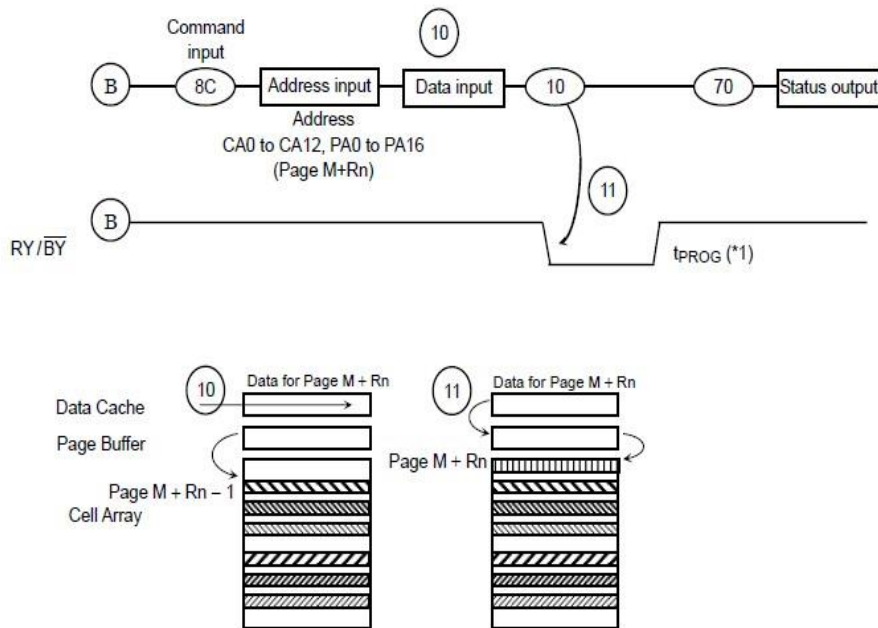 10
Command
input
B 8C Address input Data input 10 70 Status output
Address
CA0 to CA12, PA0 to PA16
(Page M+Rn)
11
B
RY/BY
tPROG (*1)
10 Data for Page M + Rn
11 Data for Page M + Rn
Data Cache
Page Buffer
Page M + Rn
Page M + Rn – 1
Cell Array